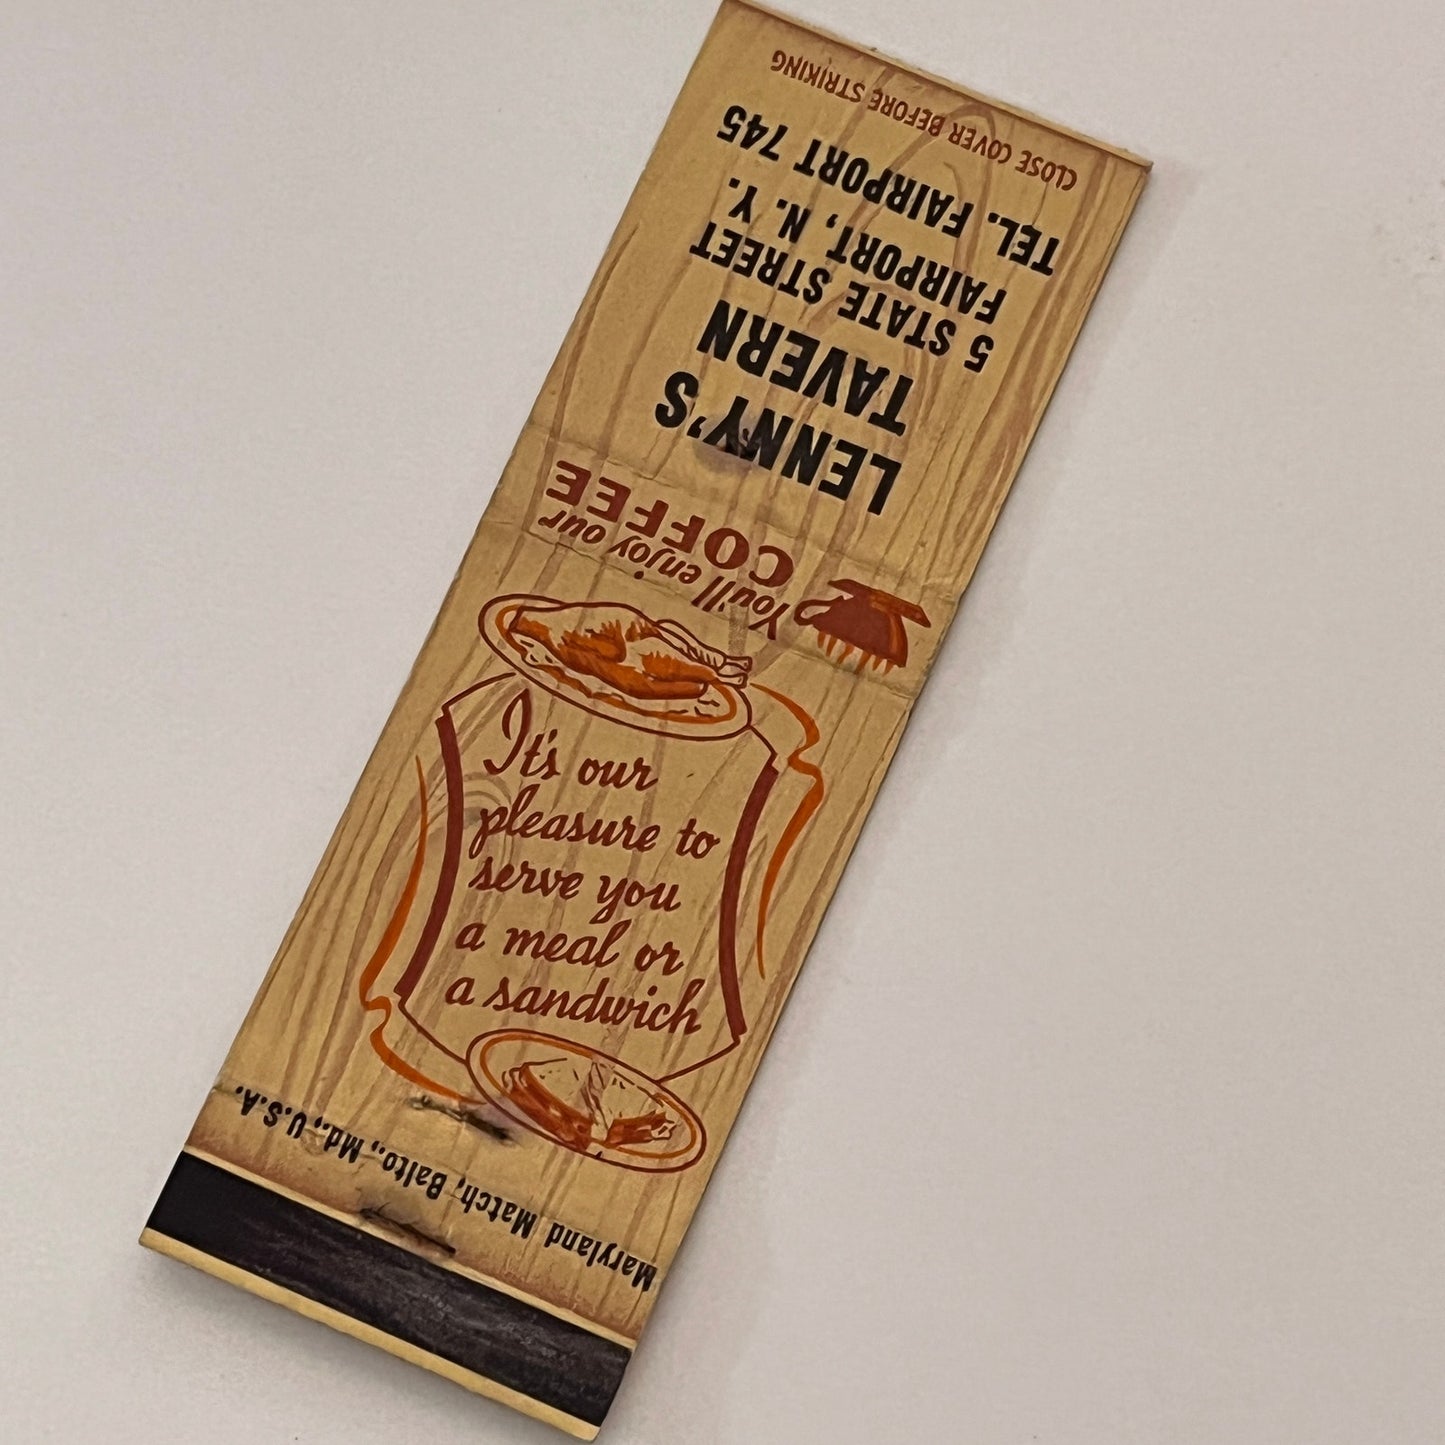 CLOSE COVER BEFORE STRIKING
TEL. FAIRPORT 745
FAIRPORT, N. Y.
5 STATE STREET
LENNY'S
TAVERN
You'll enjoy our
COFFEE
It's our
pleasure to
serve you
a meal or
a sandwich
Maryland Match, Balto., Md., U.S.A.